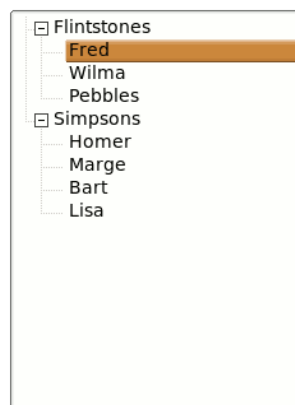 Flintstones
Fred
Wilma
Pebbles
Simpsons
Homer
Marge
Bart
Lisa